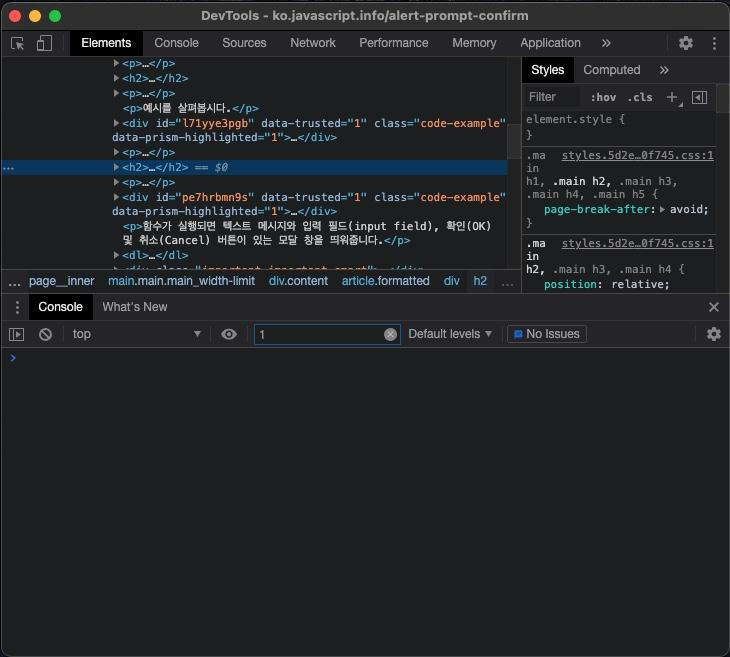 DevTools - ko.javascript.info/alert-prompt-confirm
Elements Console Sources Network Performance Memory Application »
<p>…</p>
<h2>…</h2>
<p>…</p>
<p>예시를 살펴봅시다.</p>
<div id="l71yye3pgb" data-trusted="1" class="code-example"
data-prism-highlighted="1">…</div>
<p>…</p>
… <h2>…</h2> == $0
<p>…</p>
<div id="pe7hrbmn9s" data-trusted="1" class="code-example"
data-prism-highlighted="1">…</div>
<p>함수가 실행되면 텍스트 메시지와 입력 필드(input field), 확인(OK)
및 취소(Cancel) 버튼이 있는 모달 창을 띄워줍니다.</p>
<dl>…</dl>
<div class="important important_smart">…</div>
… page__inner main.main.main_width-limit div.content article.formatted div h2 …
Styles Computed »
Filter :hov .cls +
element.style {
}
.ma styles.5d2e…0f745.css:1
in
h1, .main h2, .main h3,
.main h4, .main h5 {
page-break-after: avoid;
}
.ma styles.5d2e…0f745.css:1
in
h2, .main h3, .main h4 {
position: relative;
Console What's New
top 1 Default levels No Issues